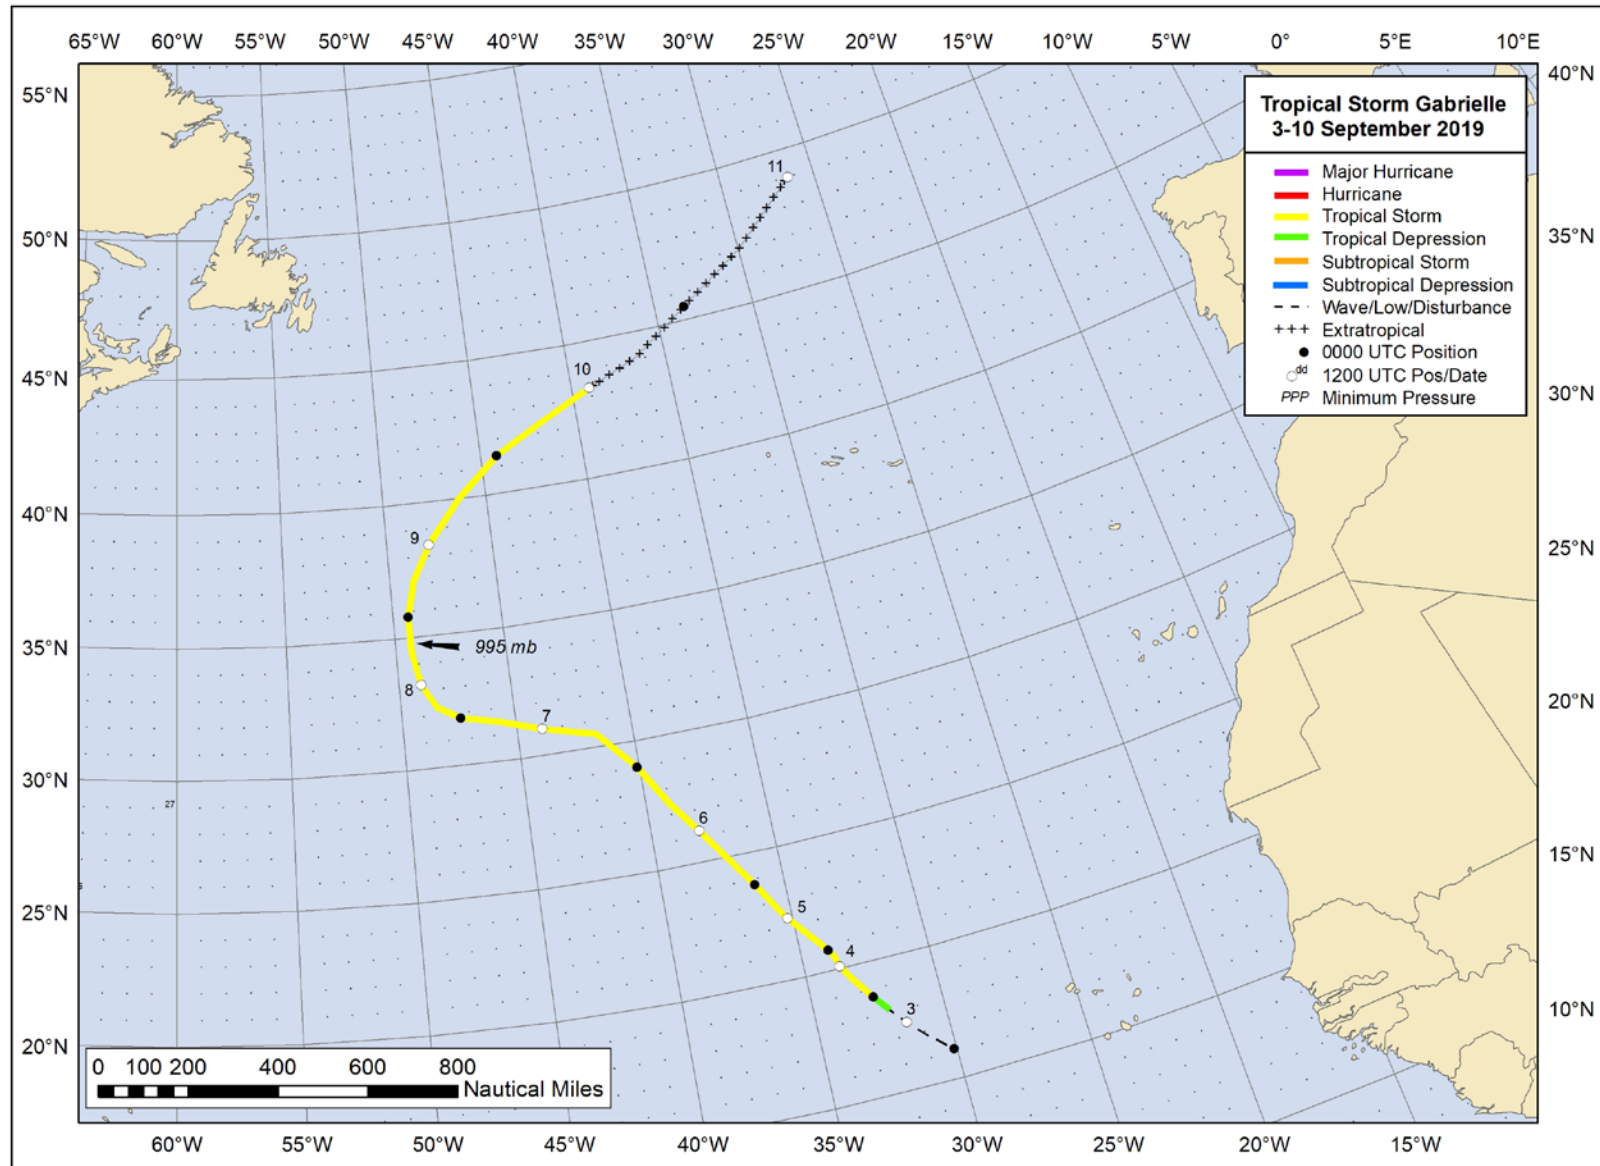 65°W 60°W 55°W 50°W 45°W 40°W 35°W 30°W 25°W 20°W 15°W 10°W 5°W 0° 5°E 10°E
55°N
50°N
45°N
40°N
35°N
30°N
25°N
20°N
40°N
35°N
30°N
25°N
20°N
15°N
10°N
Tropical Storm Gabrielle
3-10 September 2019
Major Hurricane
Hurricane
Tropical Storm
Tropical Depression
Subtropical Storm
Subtropical Depression
Wave/Low/Disturbance
+++ Extratropical
0000 UTC Position
dd 1200 UTC Pos/Date
PPP Minimum Pressure
11
10
9
995 mb
8
7
27
6
5
4
3
0 100 200 400 600 800
Nautical Miles
60°W 55°W 50°W 45°W 40°W 35°W 30°W 25°W 20°W 15°W